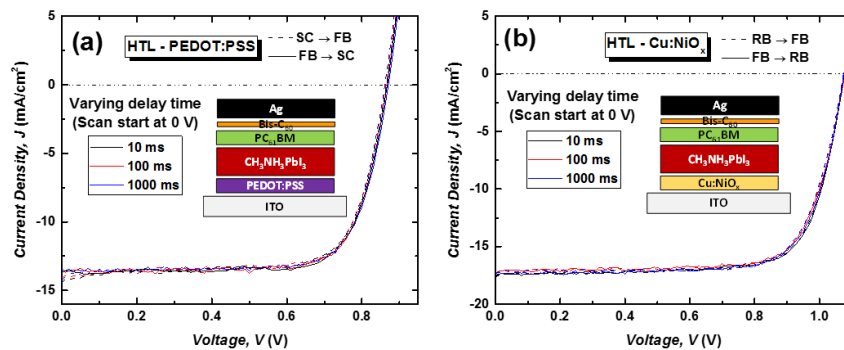 (a)
HTL - PEDOT:PSS
SC → FB
FB → SC
Varying delay time
(Scan start at 0 V)
10 ms
100 ms
1000 ms
Ag
Bis-C₆₀
PC₆₁BM
CH₃NH₃PbI₃
PEDOT:PSS
ITO
5
0
-5
-10
-15
Current Density, J (mA/cm²)
0.0 0.2 0.4 0.6 0.8
Voltage, V (V)
(b)
HTL - Cu:NiOₓ
RB → FB
FB → RB
Varying delay time
(Scan start at 0 V)
10 ms
100 ms
1000 ms
Ag
Bis-C₆₀
PC₆₁BM
CH₃NH₃PbI₃
Cu:NiOₓ
ITO
5
0
-5
-10
-15
-20
Current Density, J (mA/cm²)
0.0 0.2 0.4 0.6 0.8 1.0
Voltage, V (V)